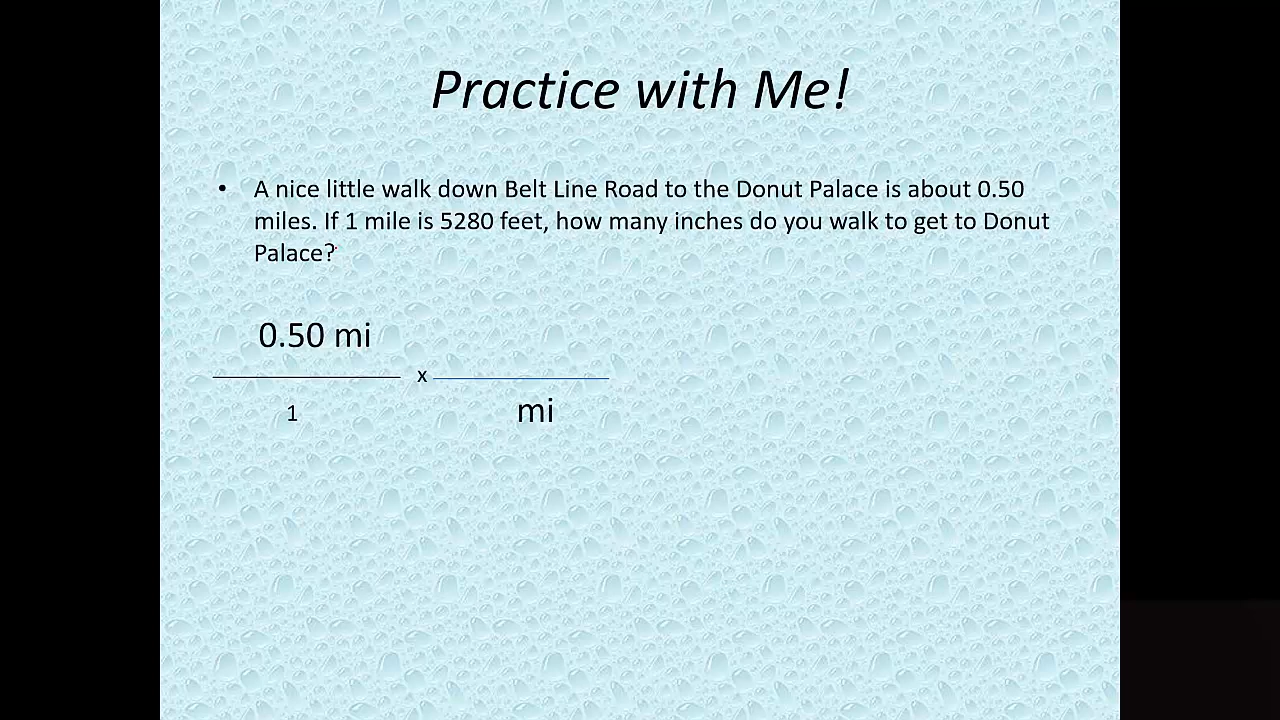 Practice with Me!
• A nice little walk down Belt Line Road to the Donut Palace is about 0.50
miles. If 1 mile is 5280 feet, how many inches do you walk to get to Donut
Palace?
0.50 mi
x
1
mi